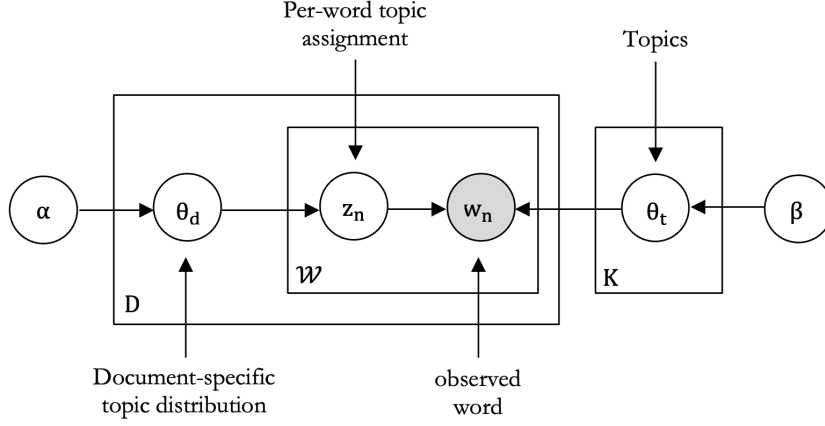 Per-word topic
assignment
Topics
α
θd
zn
wn
θt
β
𝒲
K
D
Document-specific
topic distribution
observed
word